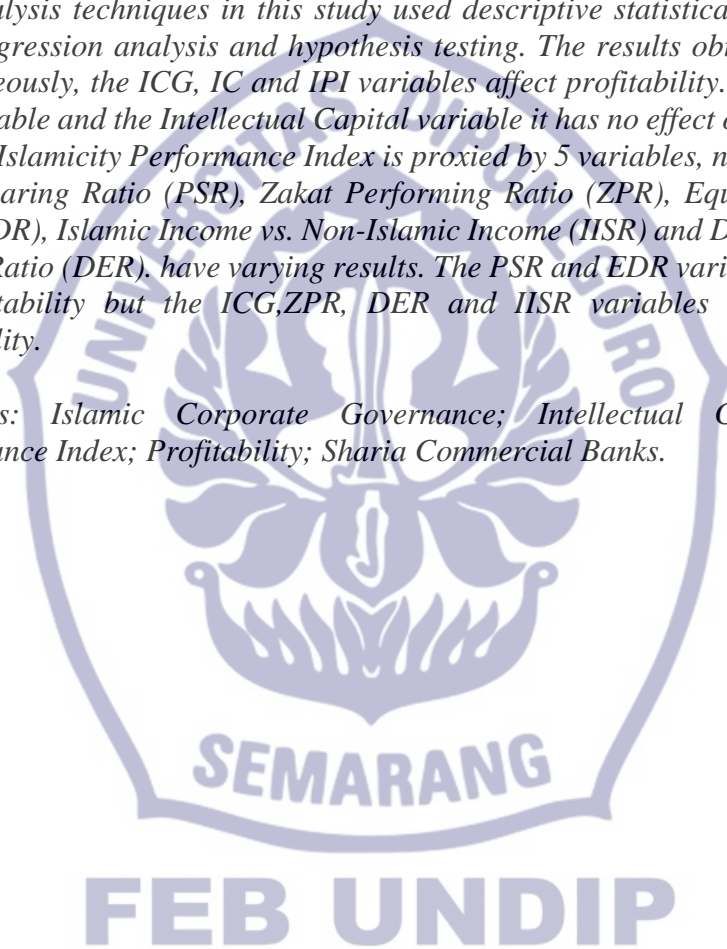 alysis techniques in this study used descriptive statistical
gression analysis and hypothesis testing. The results ob
eously, the ICG, IC and IPI variables affect profitability.
able and the Intellectual Capital variable it has no effect
Islamicity Performance Index is proxied by 5 variables, n
aring Ratio (PSR), Zakat Performing Ratio (ZPR), Equ
DR), Islamic Income vs. Non-Islamic Income (IISR) and D
Ratio (DER). have varying results. The PSR and EDR vari
tability but the ICG,ZPR, DER and IISR variables
lity.
s: Islamic Corporate Governance; Intellectual C
nce Index; Profitability; Sharia Commercial Banks.
UNIVERSITAS DIPONEGORO
SEMARANG
FEB UNDIP